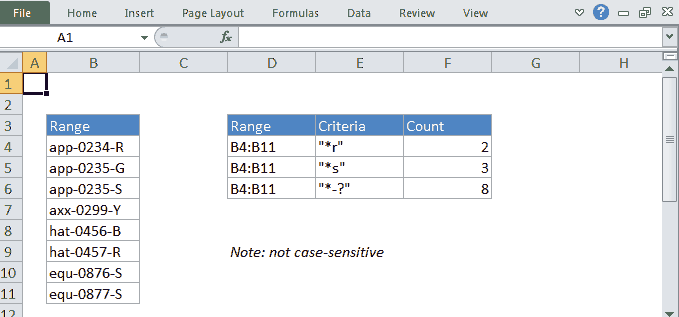 File Home Insert Page Layout Formulas Data Review View
A1 fx
A B C D E F G H
1
2
3 Range Range Criteria Count
4 app-0234-R B4:B11 "*r" 2
5 app-0235-G B4:B11 "*s" 3
6 app-0235-S B4:B11 "*-?" 8
7 axx-0299-Y
8 hat-0456-B
9 hat-0457-R Note: not case-sensitive
10 equ-0876-S
11 equ-0877-S
12